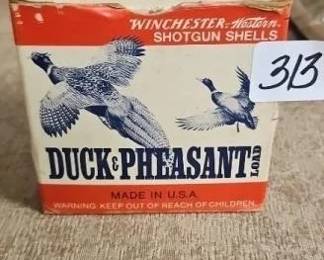 WINCHESTER-Western
SHOTGUN SHELLS
313
DUCK & PHEASANT LOAD
MADE IN U.S.A.
WARNING KEEP OUT OF REACH OF CHILDREN.